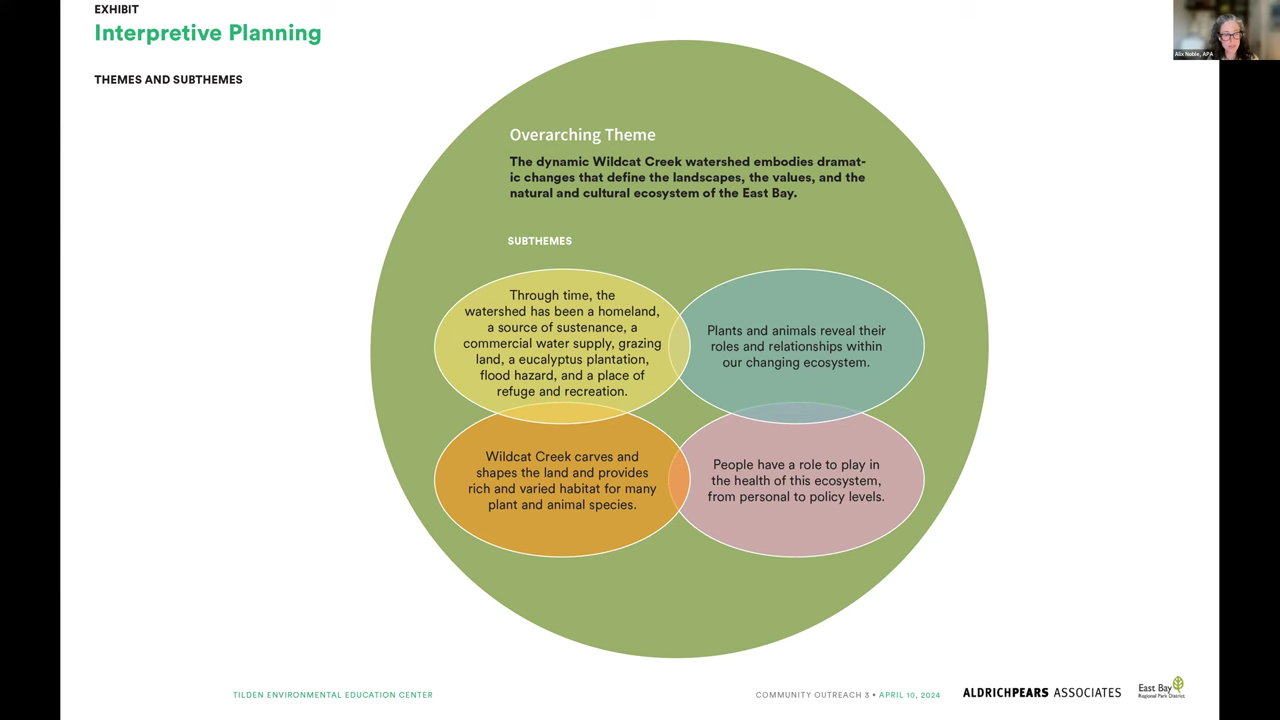 EXHIBIT
Interpretive Planning
THEMES AND SUBTHEMES
Alix Noble, APA
Overarching Theme
The dynamic Wildcat Creek watershed embodies dramat-
ic changes that define the landscapes, the values, and the
natural and cultural ecosystem of the East Bay.
SUBTHEMES
Through time, the
watershed has been a homeland,
a source of sustenance, a
commercial water supply, grazing
land, a eucalyptus plantation,
flood hazard, and a place of
refuge and recreation.
Plants and animals reveal their
roles and relationships within
our changing ecosystem.
Wildcat Creek carves and
shapes the land and provides
rich and varied habitat for many
plant and animal species.
People have a role to play in
the health of this ecosystem,
from personal to policy levels.
TILDEN ENVIRONMENTAL EDUCATION CENTER
COMMUNITY OUTREACH 3 • APRIL 10, 2024
ALDRICHPEARS ASSOCIATES
East Bay
Regional Park District